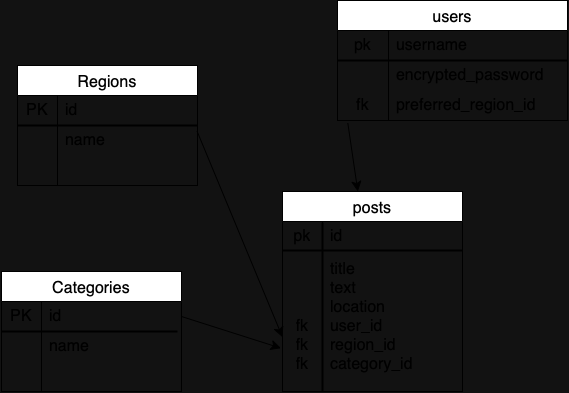 users
pk username
encrypted_password
fk preferred_region_id
Regions
PK id
name
posts
pk id
title
text
location
fk user_id
fk region_id
fk category_id
Categories
PK id
name